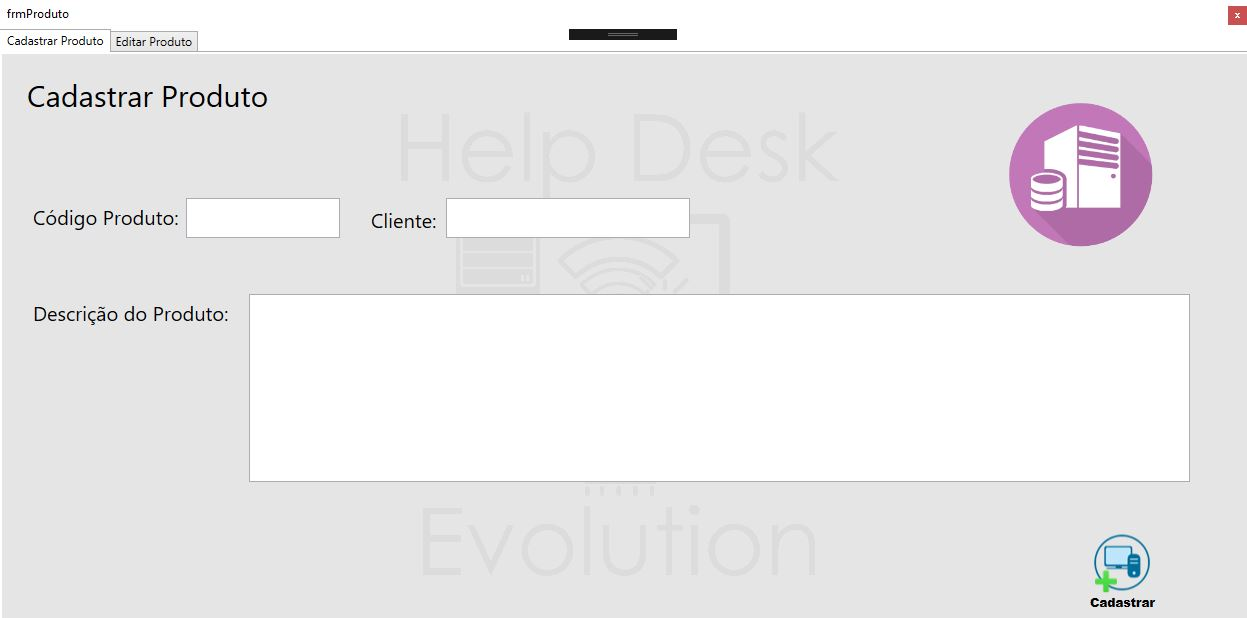 frmProduto
x
Cadastrar Produto Editar Produto
Cadastrar Produto
Help Desk
Código Produto: Cliente:
Descrição do Produto:
Evolution
Cadastrar